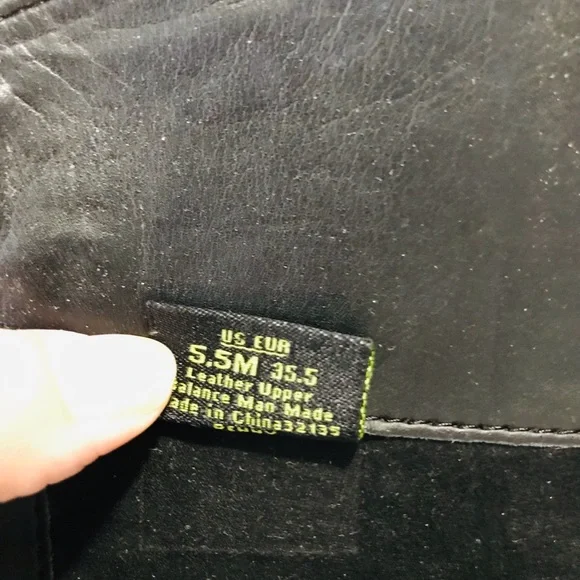 US EUR
5.5M 35.5
Leather Upper
Balance Man Made
Made in China32135